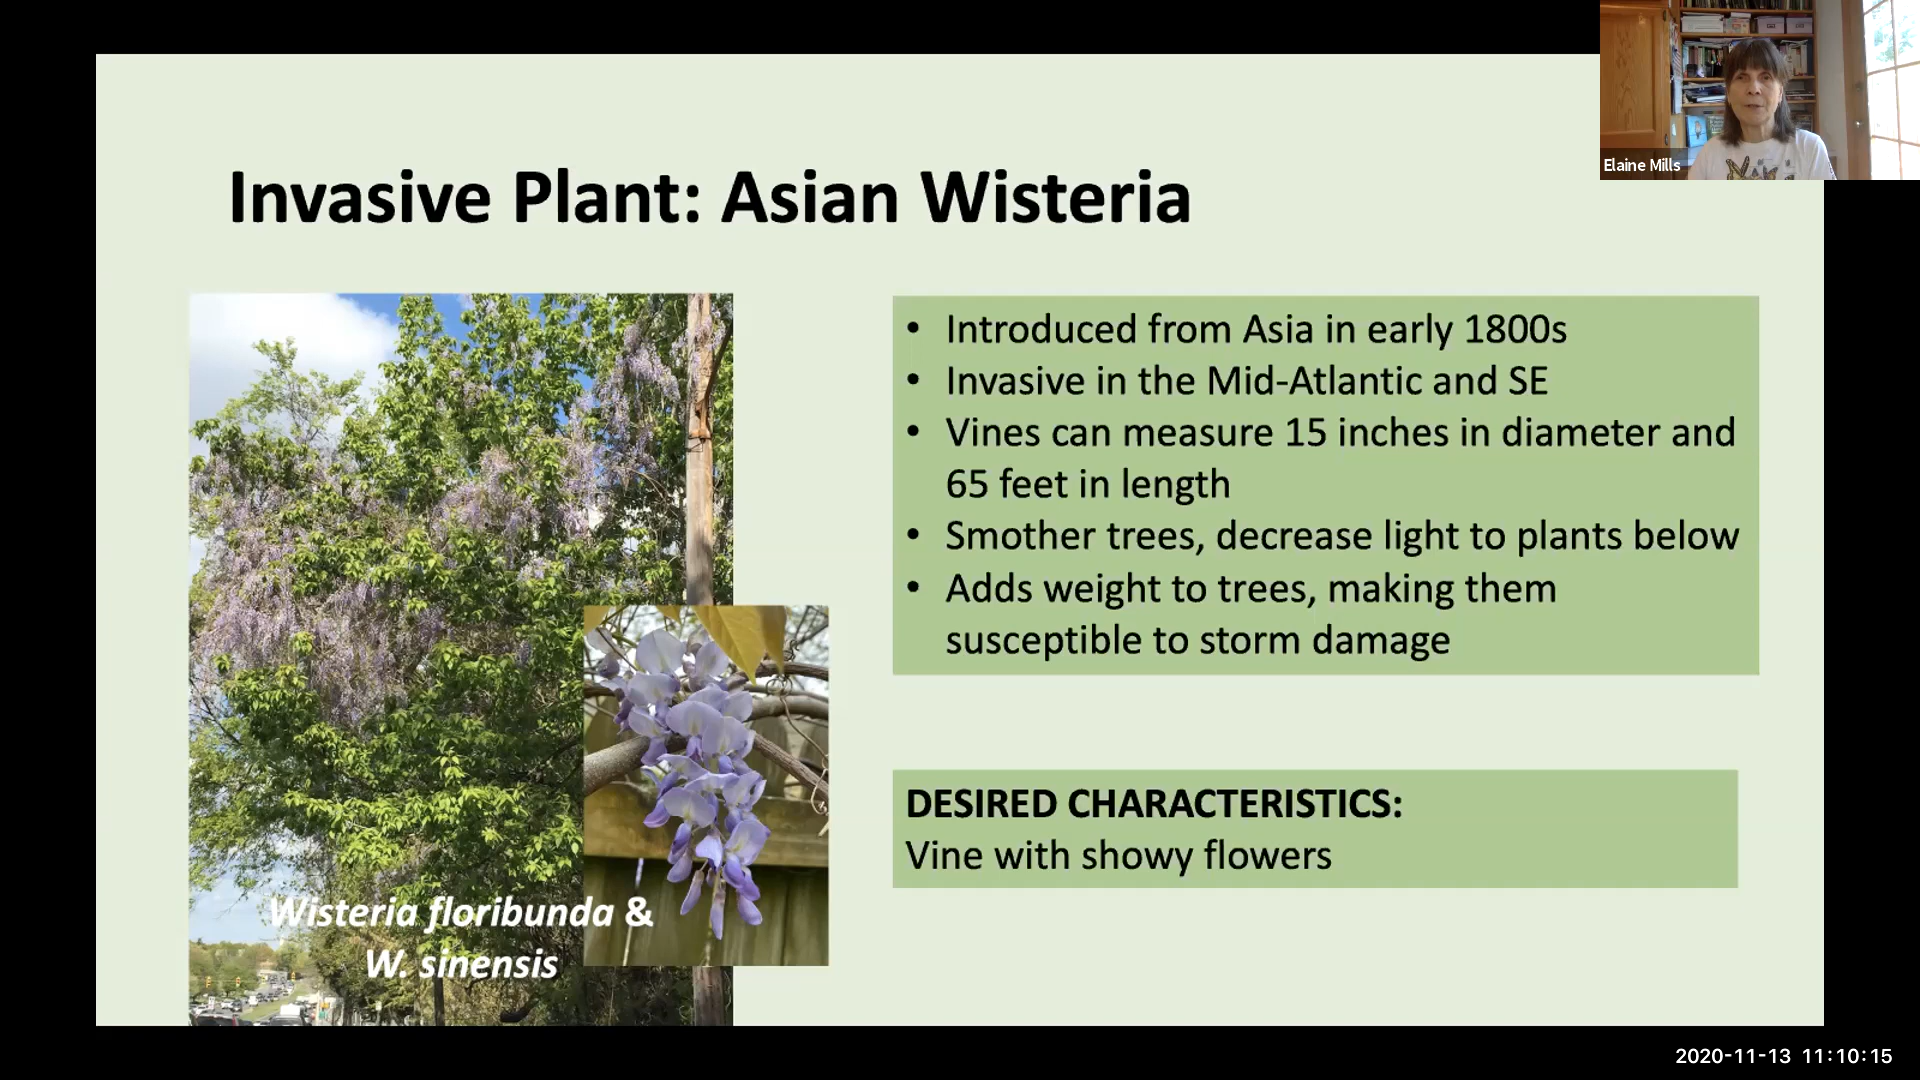 Elaine Mills
Invasive Plant: Asian Wisteria
• Introduced from Asia in early 1800s
• Invasive in the Mid-Atlantic and SE
• Vines can measure 15 inches in diameter and
65 feet in length
• Smother trees, decrease light to plants below
• Adds weight to trees, making them
susceptible to storm damage
DESIRED CHARACTERISTICS:
Vine with showy flowers
Wisteria floribunda &
W. sinensis
2020-11-13 11:10:15